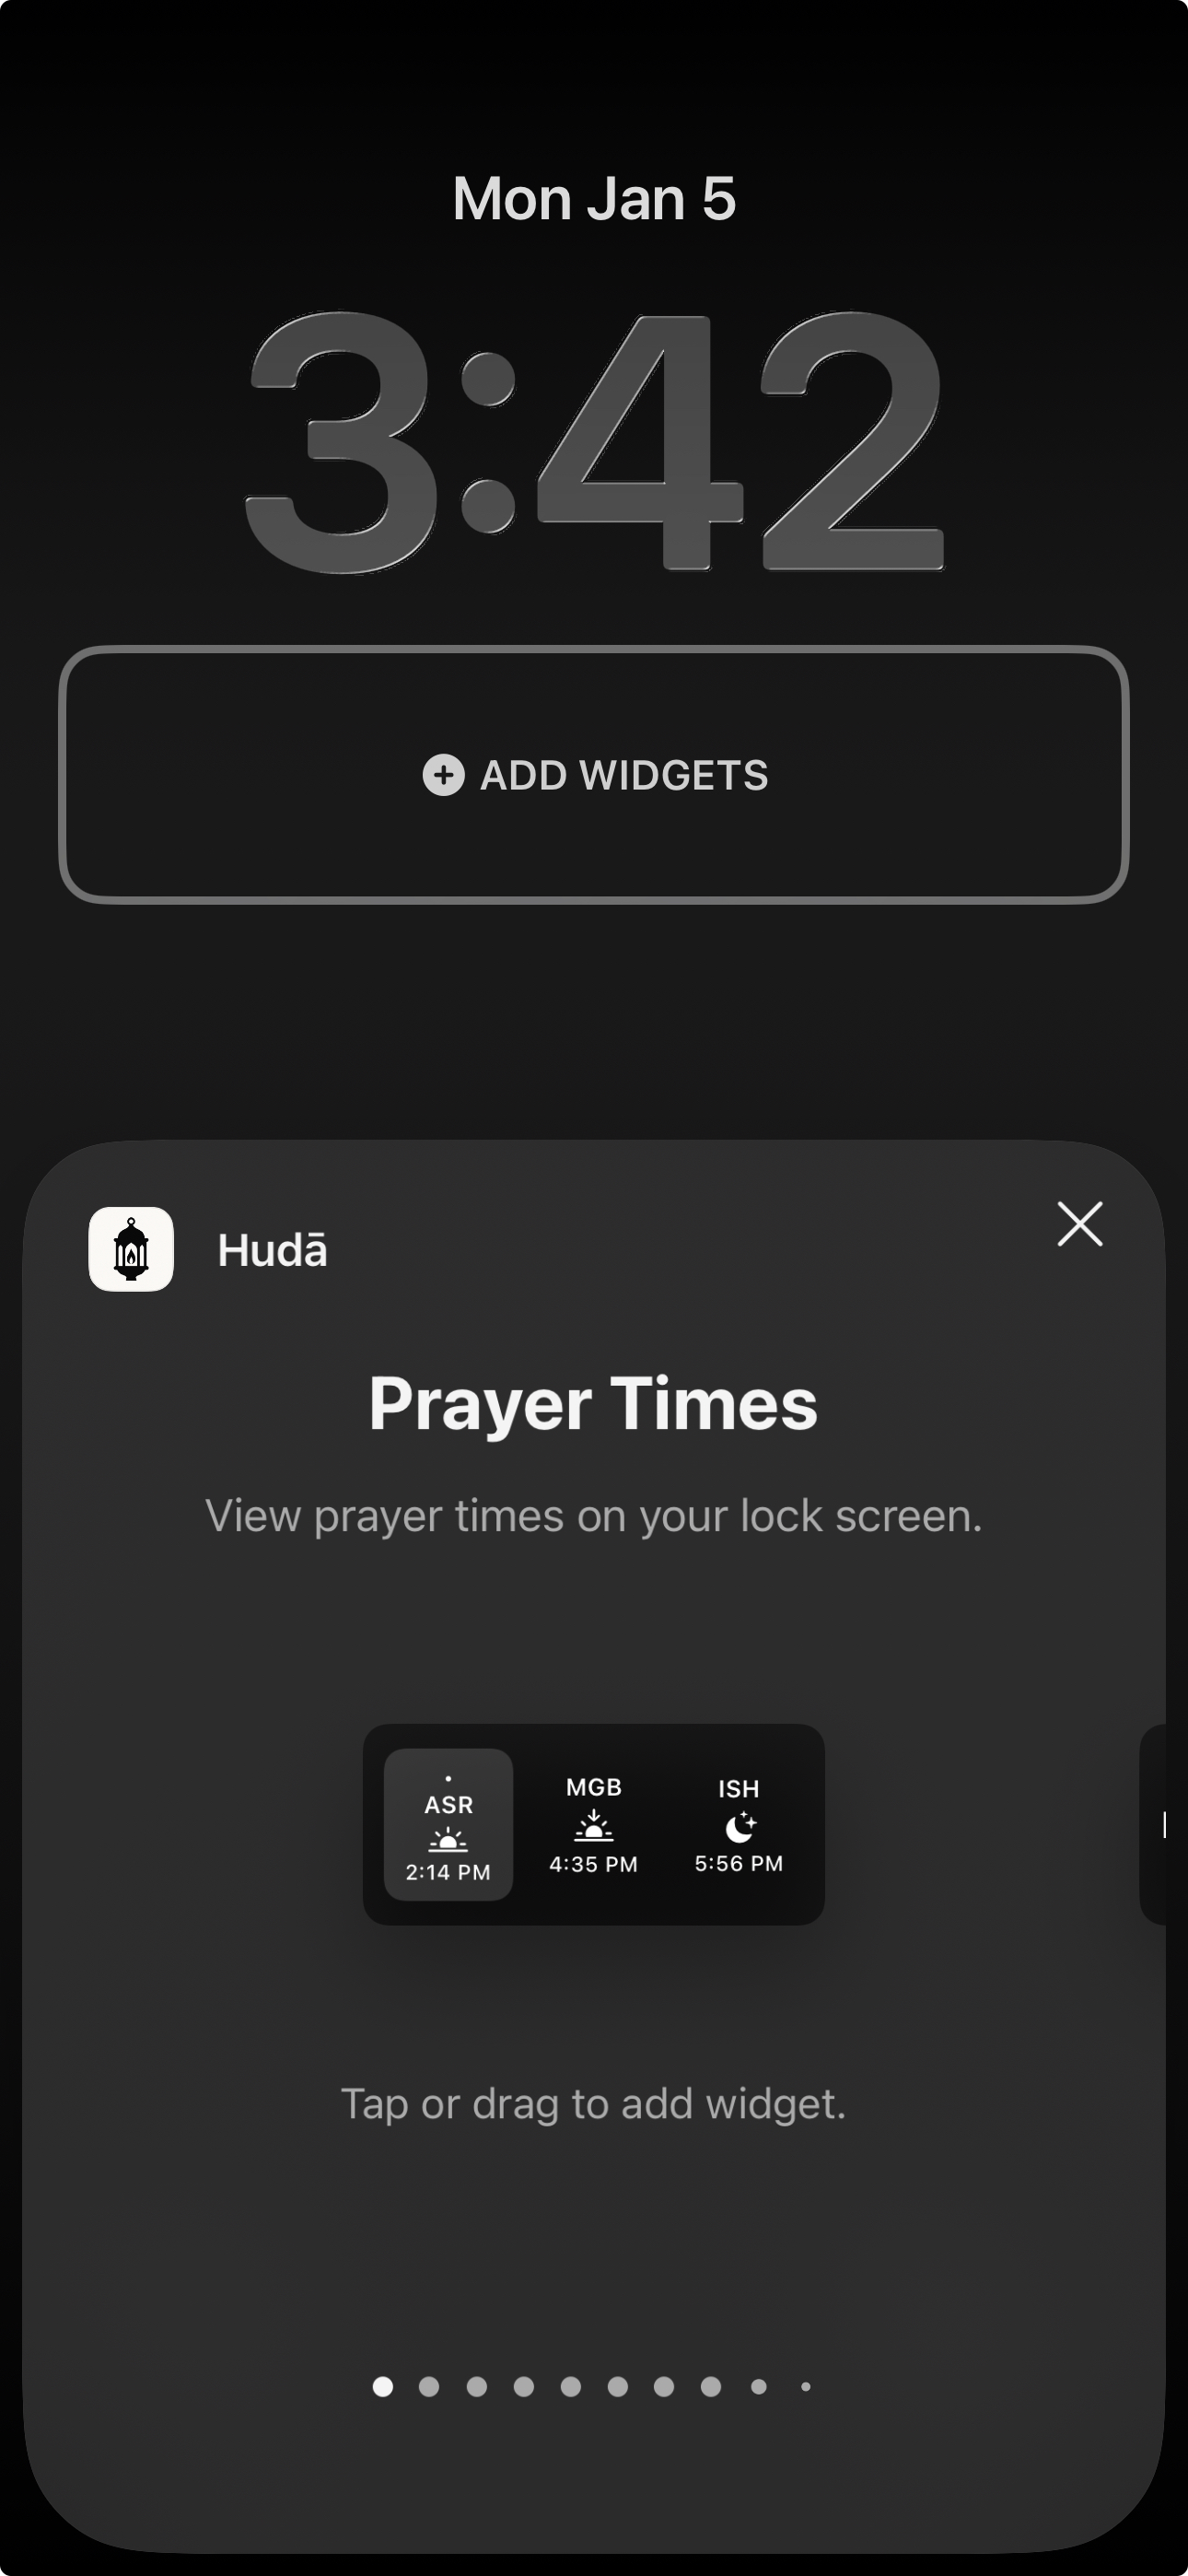 Mon Jan 5
3:42
ADD WIDGETS
Hudā
Prayer Times
View prayer times on your lock screen.
ASR MGB ISH
2:14 PM 4:35 PM 5:56 PM
Tap or drag to add widget.